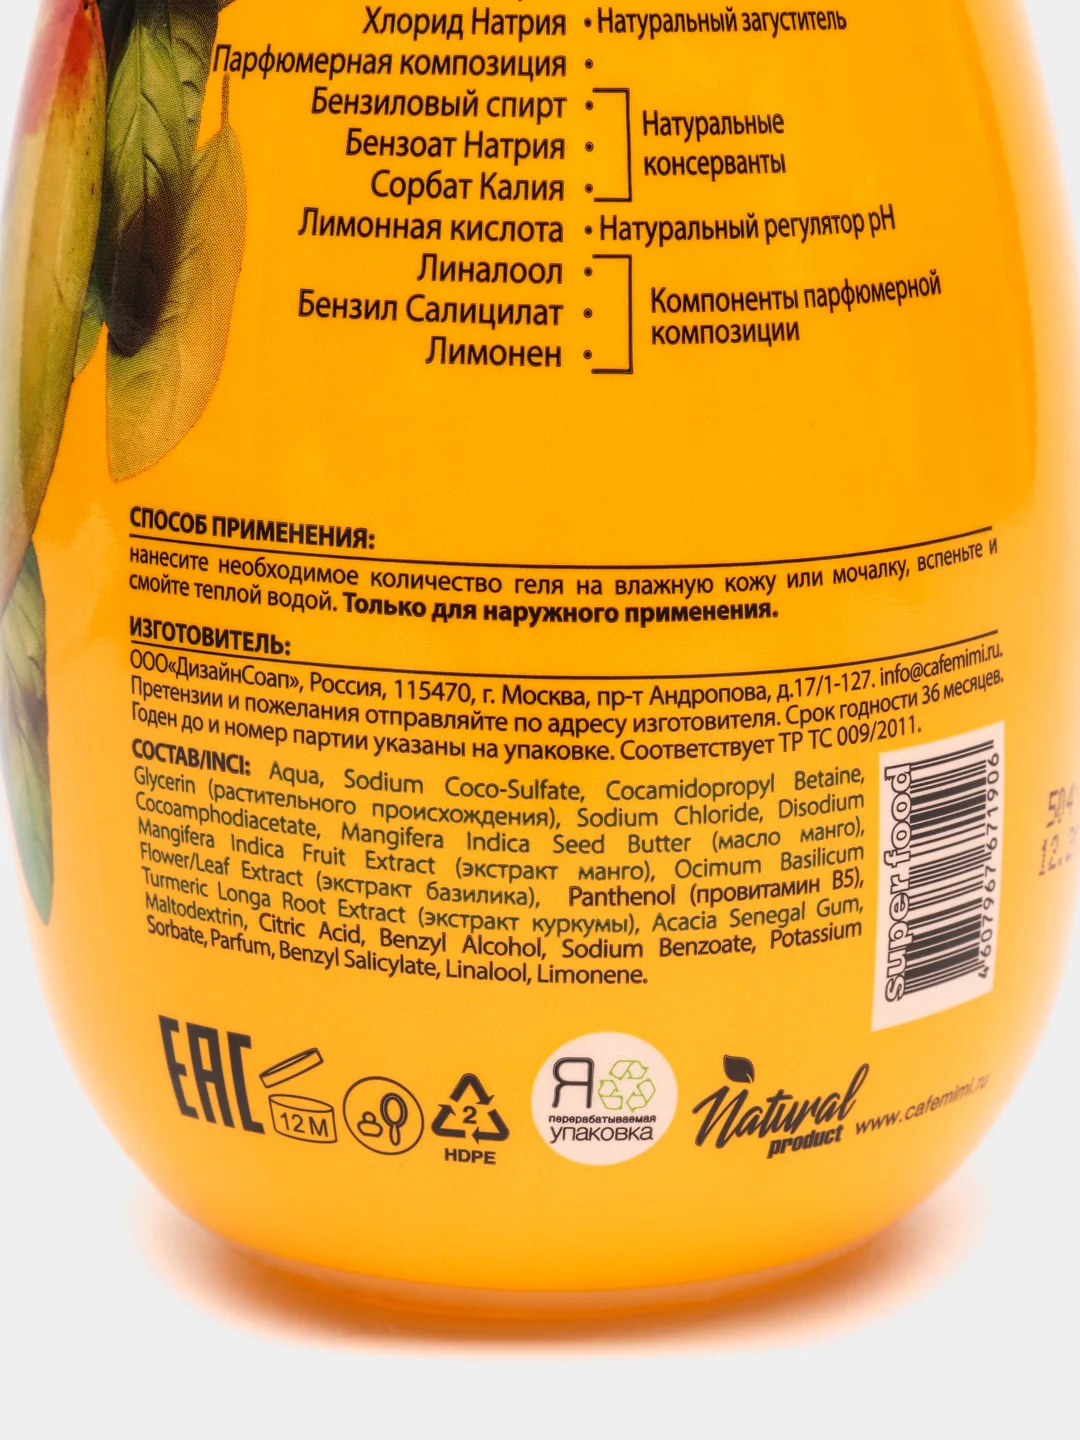 Хлорид Натрия • Натуральный загуститель
Парфюмерная композиция •
Бензиловый спирт •
Бензоат Натрия •
Сорбат Калия •
Натуральные
консерванты
Лимонная кислота • Натуральный регулятор pH
Линалоол •
Бензил Салицилат •
Лимонен •
Компоненты парфюмерной
композиции
СПОСОБ ПРИМЕНЕНИЯ:
нанесите необходимое количество геля на влажную кожу или мочалку, вспеньте и
смойте теплой водой. Только для наружного применения.
ИЗГОТОВИТЕЛЬ:
ООО«ДизайнСоап», Россия, 115470, г. Москва, пр-т Андропова, д.17/1-127. info@cafemimi.ru.
Претензии и пожелания отправляйте по адресу изготовителя. Срок годности 36 месяцев.
Годен до и номер партии указаны на упаковке. Соответствует ТР ТС 009/2011.
СОСТАВ/INCI: Aqua, Sodium Coco-Sulfate, Cocamidopropyl Betaine,
Glycerin (растительного происхождения), Sodium Chloride, Disodium
Cocoamphodiacetate, Mangifera Indica Seed Butter (масло манго),
Mangifera Indica Fruit Extract (экстракт манго), Ocimum Basilicum
Flower/Leaf Extract (экстракт базилика), Panthenol (провитамин B5),
Turmeric Longa Root Extract (экстракт куркумы), Acacia Senegal Gum,
Maltodextrin, Citric Acid, Benzyl Alcohol, Sodium Benzoate, Potassium
Sorbate, Parfum, Benzyl Salicylate, Linalool, Limonene.
super food
4607967671906
EAC
12 M
2
HDPE
Я
перерабатываемая
упаковка
Natural
product
www.cafemimi.ru